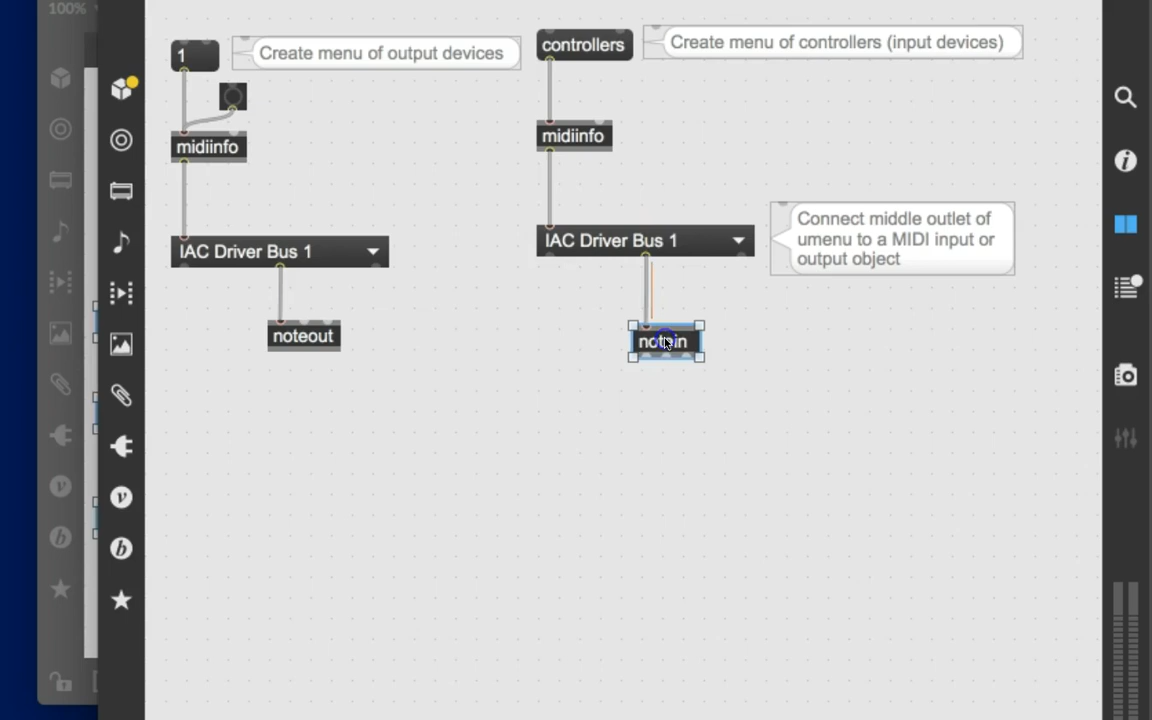 100%
1
Create menu of output devices
midiinfo
IAC Driver Bus 1
noteout
controllers
Create menu of controllers (input devices)
midiinfo
IAC Driver Bus 1
Connect middle outlet of
umenu to a MIDI input or
output object
notein